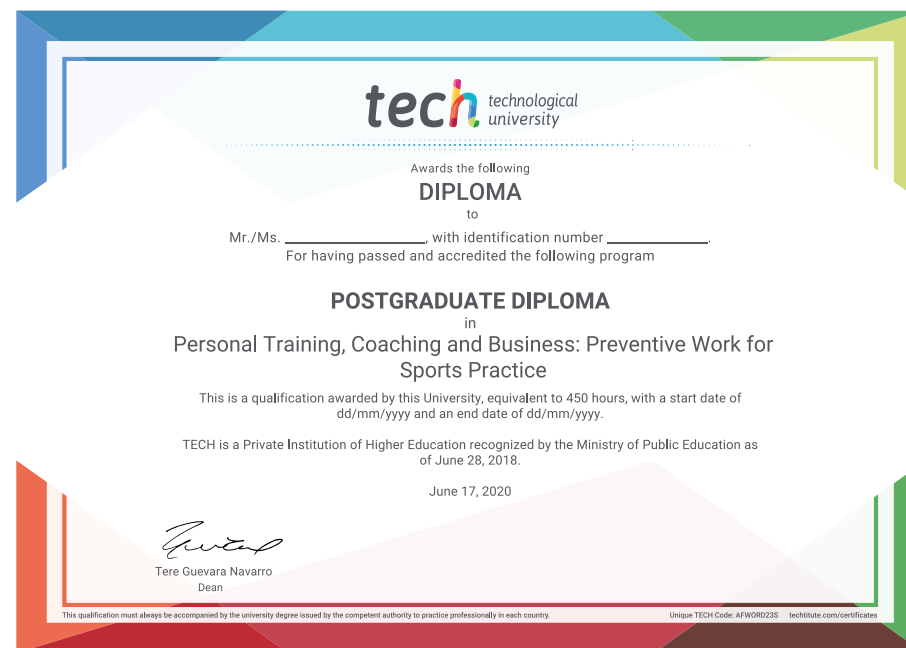 tech technological
university
Awards the following
DIPLOMA
to
Mr./Ms. ____________, with identification number ____________.
For having passed and accredited the following program
POSTGRADUATE DIPLOMA
in
Personal Training, Coaching and Business: Preventive Work for
Sports Practice
This is a qualification awarded by this University, equivalent to 450 hours, with a start date of
dd/mm/yyyy and an end date of dd/mm/yyyy.
TECH is a Private Institution of Higher Education recognized by the Ministry of Public Education as
of June 28, 2018.
June 17, 2020
Tere Guevara Navarro
Dean
This qualification must always be accompanied by the university degree issued by the competent authority to practice professionally in each country.
Unique TECH Code: AFWORD23S techtitute.com/certificates